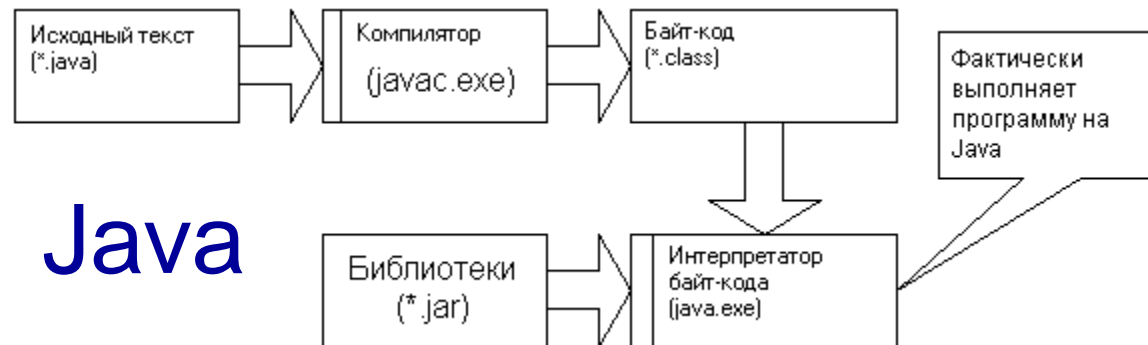 Исходный текст
(*.java)
Компилятор
(javac.exe)
Байт-код
(*.class)
Фактически
выполняет
программу на
Java
Java
Библиотеки
(*.jar)
Интерпретатор
байт-кода
(java.exe)